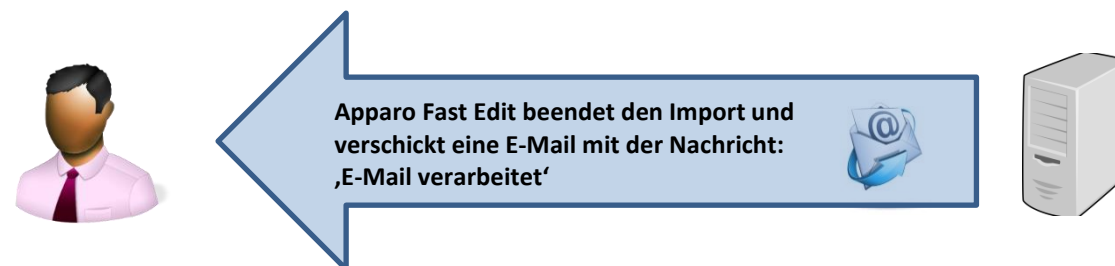 Apparo Fast Edit beendet den Import und
verschickt eine E-Mail mit der Nachricht:
‚E-Mail verarbeitet‘